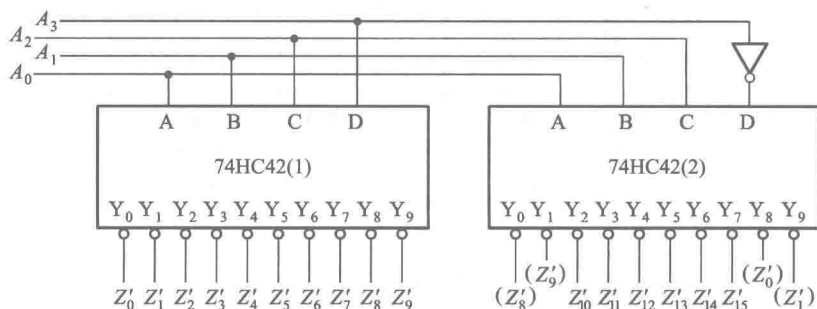 A₃
A₂
A₁
A₀
A B C D A B C D
74HC42(1) 74HC42(2)
Y₀ Y₁ Y₂ Y₃ Y₄ Y₅ Y₆ Y₇ Y₈ Y₉ Y₀ Y₁ Y₂ Y₃ Y₄ Y₅ Y₆ Y₇ Y₈ Y₉
(Z′₉) (Z′₀)
Z′₀ Z′₁ Z′₂ Z′₃ Z′₄ Z′₅ Z′₆ Z′₇ Z′₈ Z′₉ (Z′₈) Z′₁₀ Z′₁₁ Z′₁₂ Z′₁₃ Z′₁₄ Z′₁₅ (Z′₁)